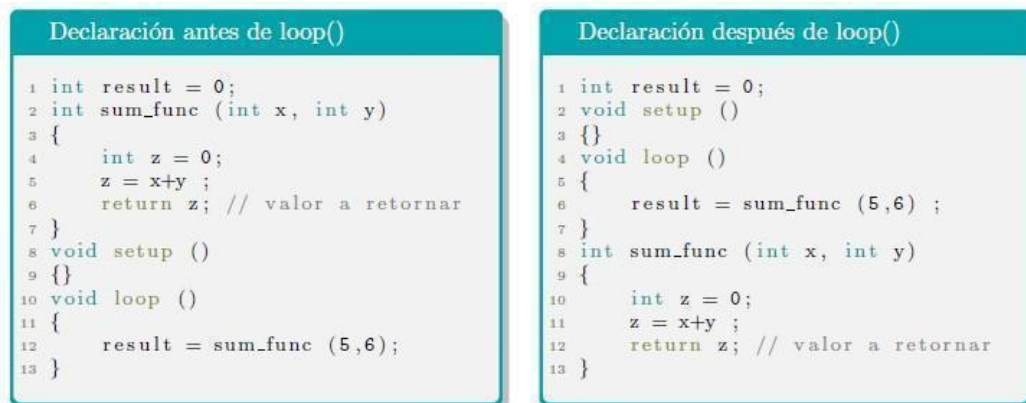 Declaración antes de loop()
1 int result = 0;
2 int sum_func (int x, int y)
3 {
4 int z = 0;
5 z = x+y ;
6 return z; // valor a retornar
7 }
8 void setup ()
9 {}
10 void loop ()
11 {
12 result = sum_func (5,6);
13 }
Declaración después de loop()
1 int result = 0;
2 void setup ()
3 {}
4 void loop ()
5 {
6 result = sum_func (5,6) ;
7 }
8 int sum_func (int x, int y)
9 {
10 int z = 0;
11 z = x+y ;
12 return z; // valor a retornar
13 }